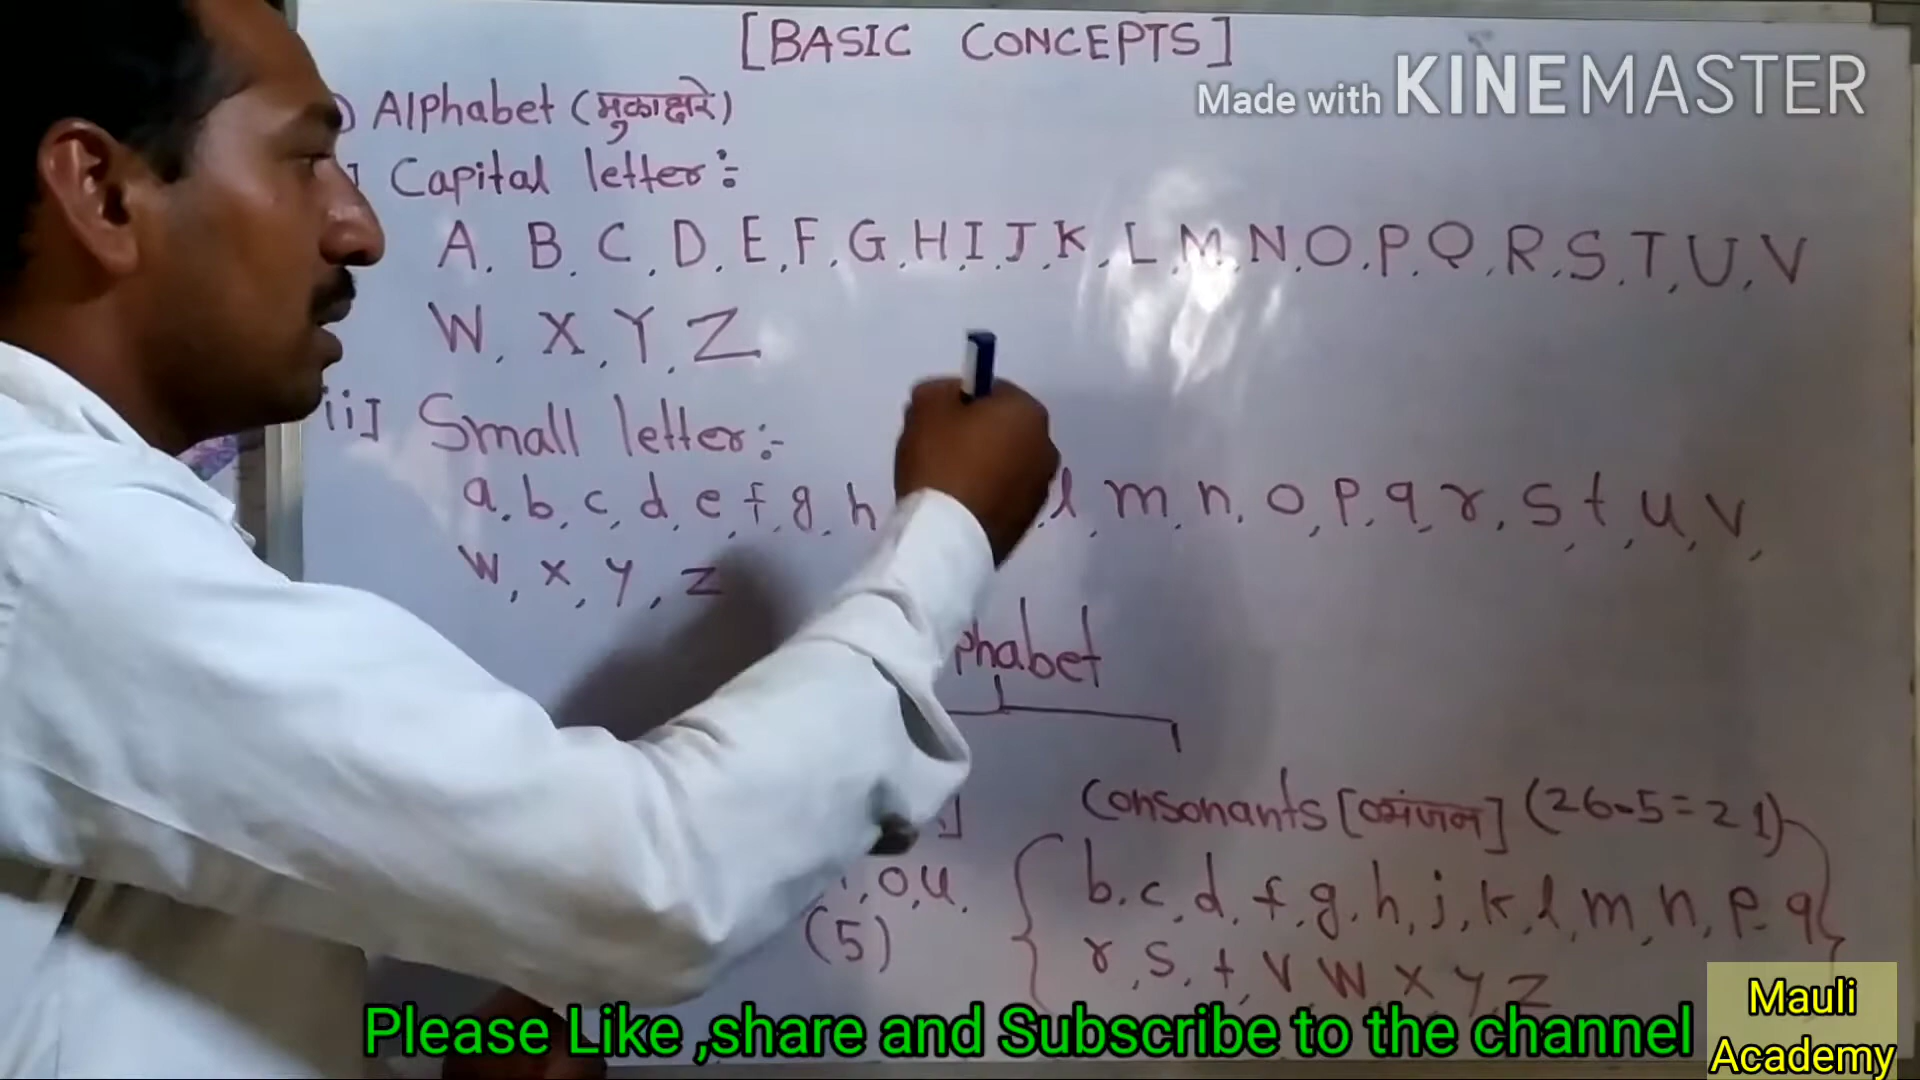 [BASIC CONCEPTS]
Made with KINEMASTER
) Alphabet (मुळाक्षरे)
] Capital letter :-
A, B, C, D, E, F, G, H, I, J, K, L, M, N, O, P, Q, R, S, T, U, V
W, X, Y, Z
ii] Small letter :-
a, b, c, d, e, f, g, h l, m, n, o, p, q, r, s, t, u, v,
w, x, y, z
phabet
Consonants [व्यंजन] (26-5=21)
, o, u.
(5)
b, c, d, f, g, h, j, k, l, m, n, p, q
r, s, t, v, w, x, y, z
Please Like ,share and Subscribe to the channel
Mauli
Academy